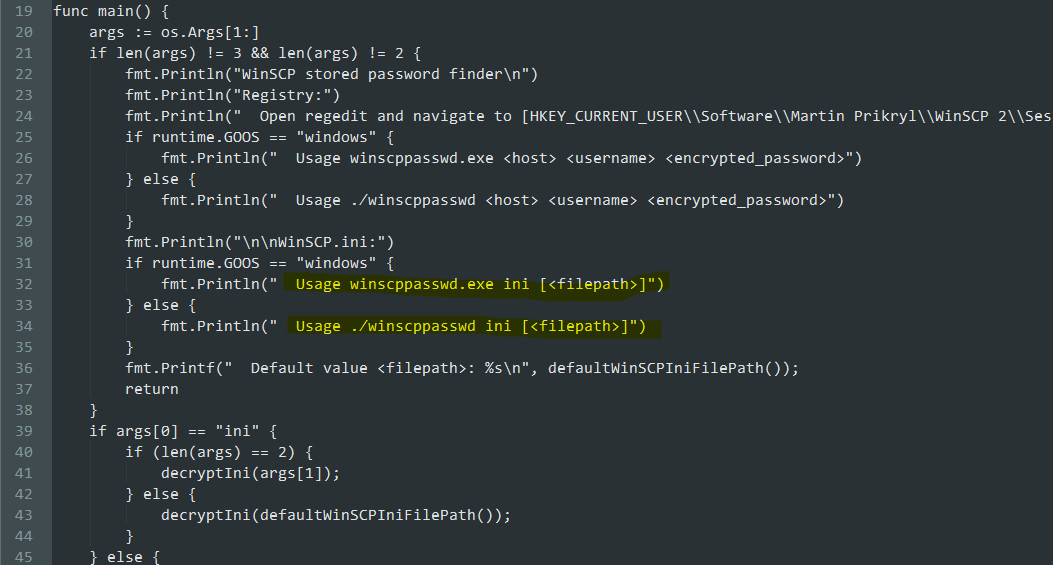 19 func main() {
20 args := os.Args[1:]
21 if len(args) != 3 && len(args) != 2 {
22 fmt.Println("WinSCP stored password finder\n")
23 fmt.Println("Registry:")
24 fmt.Println("  Open regedit and navigate to [HKEY_CURRENT_USER\\Software\\Martin Prikryl\\WinSCP 2\\Ses
25 if runtime.GOOS == "windows" {
26 fmt.Println("  Usage winscppasswd.exe <host> <username> <encrypted_password>")
27 } else {
28 fmt.Println("  Usage ./winscppasswd <host> <username> <encrypted_password>")
29 }
30 fmt.Println("\n\nWinSCP.ini:")
31 if runtime.GOOS == "windows" {
32 fmt.Println("  Usage winscppasswd.exe ini [<filepath>]")
33 } else {
34 fmt.Println("  Usage ./winscppasswd ini [<filepath>]")
35 }
36 fmt.Printf("  Default value <filepath>: %s\n", defaultWinSCPIniFilePath());
37 return
38 }
39 if args[0] == "ini" {
40 if (len(args) == 2) {
41 decryptIni(args[1]);
42 } else {
43 decryptIni(defaultWinSCPIniFilePath());
44 }
45 } else {